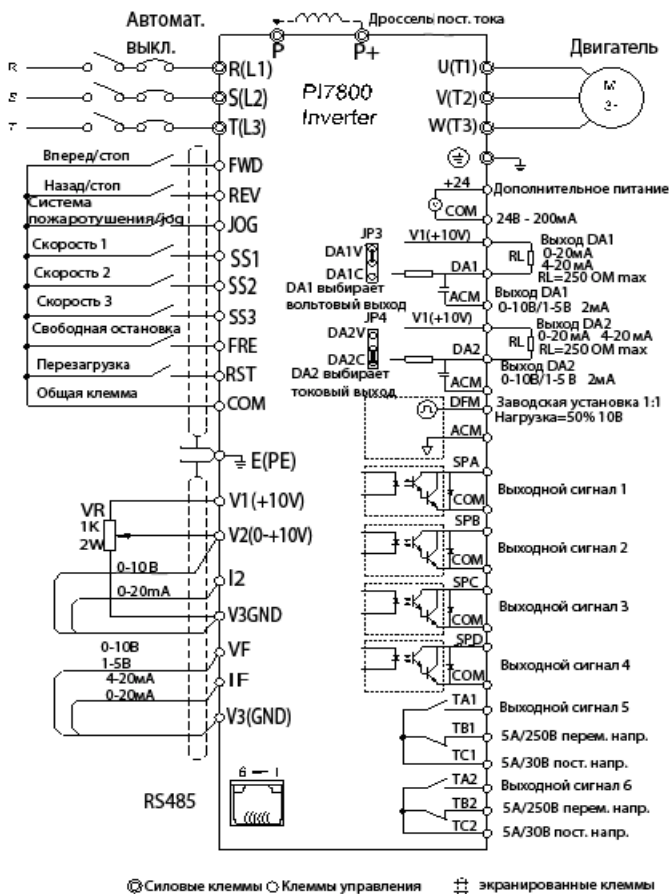 Автомат.
выкл.
Дроссель пост. тока
P
P+
Двигатель
R
R(L1)
S
S(L2)
T
T(L3)
PI7800
Inverter
U(T1)
V(T2)
W(T3)
M
3~
Вперед/стоп
FWD
Назад/стоп
REV
Система
пожаротушения/jog
JOG
Скорость 1
SS1
Скорость 2
SS2
Скорость 3
SS3
Свободная остановка
FRE
Перезагрузка
RST
Общая клемма
COM
E(PE)
VR
1K
2W
V1(+10V)
V2(0-+10V)
0-10В
I2
0-20mA
V3GND
0-10В
VF
1-5В
4-20мА
IF
0-20мА
V3(GND)
RS485
6 — 1
+24
Дополнительное питание
COM
24В - 200мА
JP3
DA1V
DA1C
DA1 выбирает
вольтовый выход
V1(+10V)
DA1
ACM
RL
Выход DA1
0-20мА
4-20 мА
RL=250 ОМ max
Выход DA1
0-10В/1-5В 2мА
JP4
DA2V
DA2C
DA2 выбирает
токовый выход
V1(+10V)
DA2
ACM
RL
Выход DA2
0-20 мА 4-20 мА
RL=250 ОМ max
Выход DA2
0-10В/1-5 В 2мА
DFM
Заводская установка 1:1
Нагрузка=50% 10В
ACM
SPA
COM
Выходной сигнал 1
SPB
COM
Выходной сигнал 2
SPC
COM
Выходной сигнал 3
SPD
COM
Выходной сигнал 4
TA1
Выходной сигнал 5
TB1
5А/250В перем. напр.
TC1
5А/30В пост. напр.
TA2
Выходной сигнал 6
TB2
5А/250В перем. напр.
TC2
5А/30В пост. напр.
Силовые клеммы
Клеммы управления
экранированные клеммы